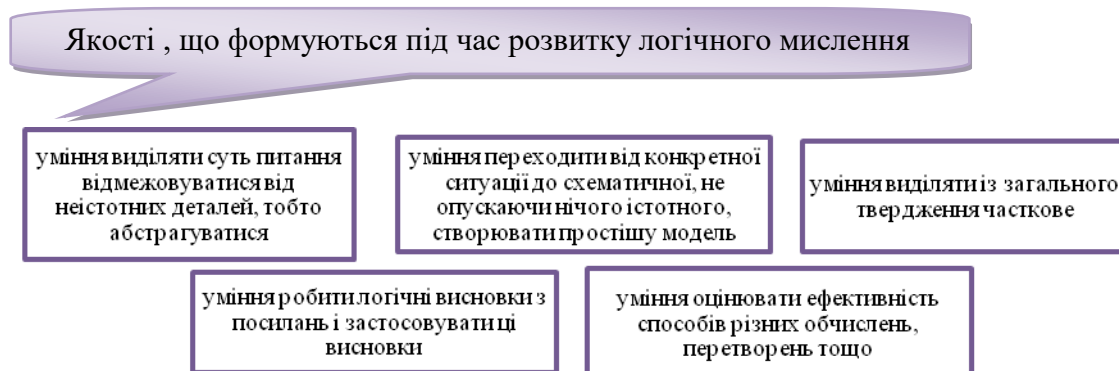 Якості , що формуються під час розвитку логічного мислення
уміння виділяти суть питання
відмежовуватися від
неістотних деталей, тобто
абстрагуватися
уміння переходити від конкретної
ситуації до схематичної, не
опускаючи нічого істотного,
створювати простішу модель
уміння виділяти із загального
твердження часткове
уміння робити логічні висновки з
посилань і застосовувати ці
висновки
уміння оцінювати ефективність
способів різних обчислень,
перетворень тощо